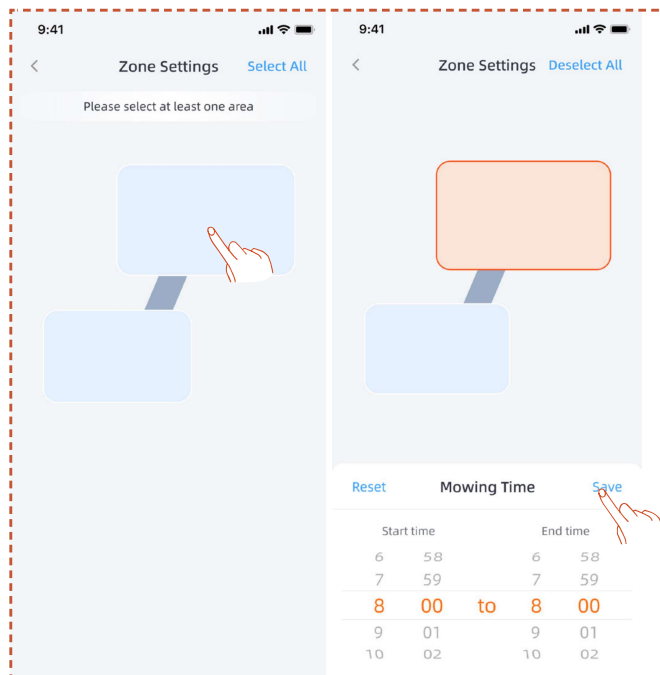 9:41
Zone Settings Select All
Please select at least one area
9:41
Zone Settings Deselect All
Reset Mowing Time Save
Start time End time
6 58 6 58
7 59 7 59
8 00 to 8 00
9 01 9 01
10 02 10 02